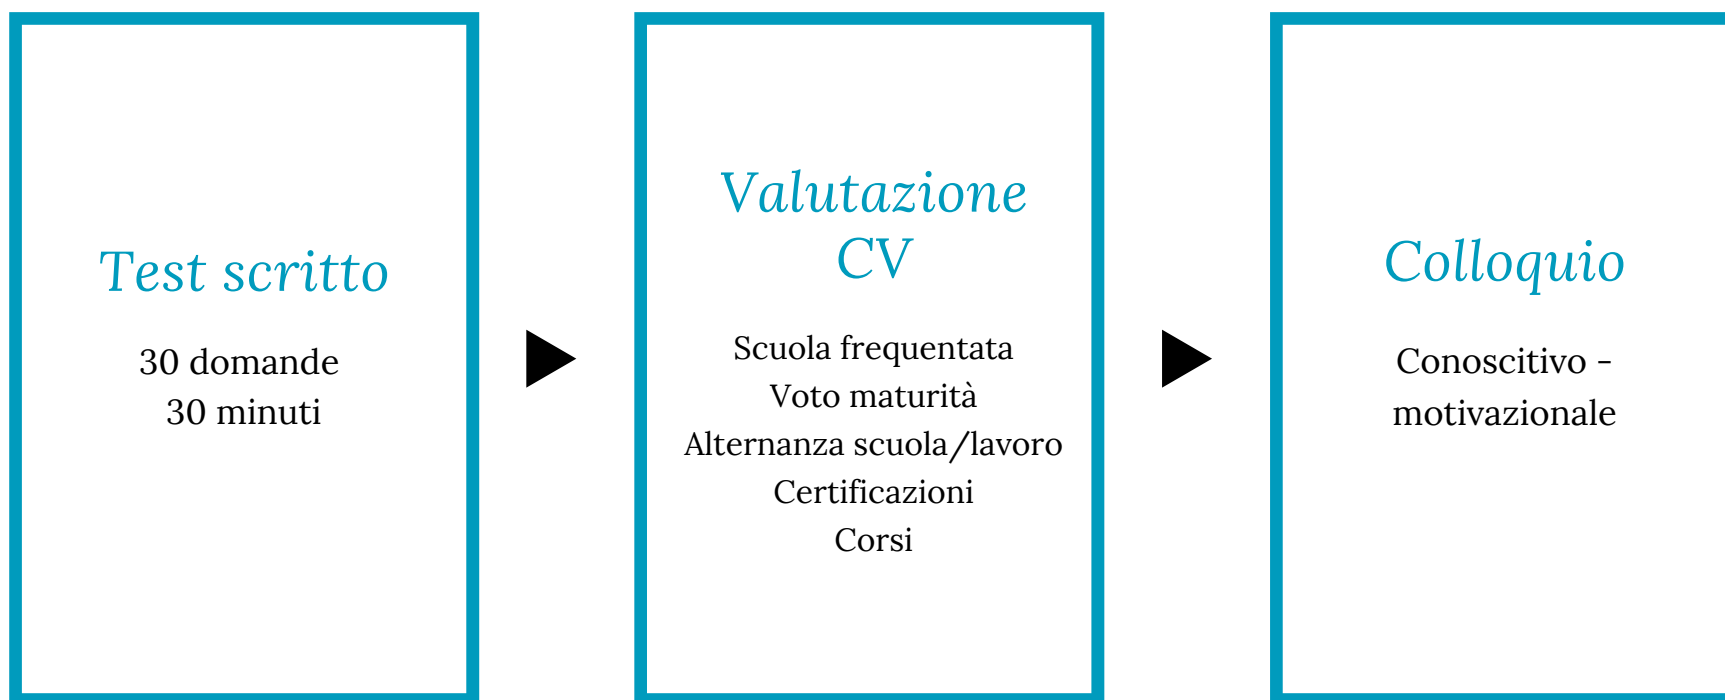 Test scritto
30 domande
30 minuti
Valutazione
CV
Scuola frequentata
Voto maturità
Alternanza scuola/lavoro
Certificazioni
Corsi
Colloquio
Conoscitivo -
motivazionale